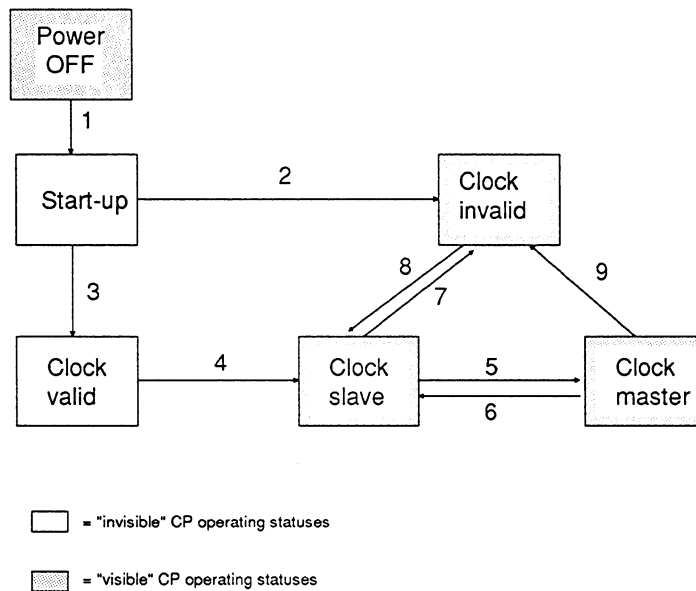 Power
OFF
1
Start-up
2
Clock
invalid
3
8
7
9
Clock
valid
4
Clock
slave
5
6
Clock
master
= "invisible" CP operating statuses
= "visible" CP operating statuses